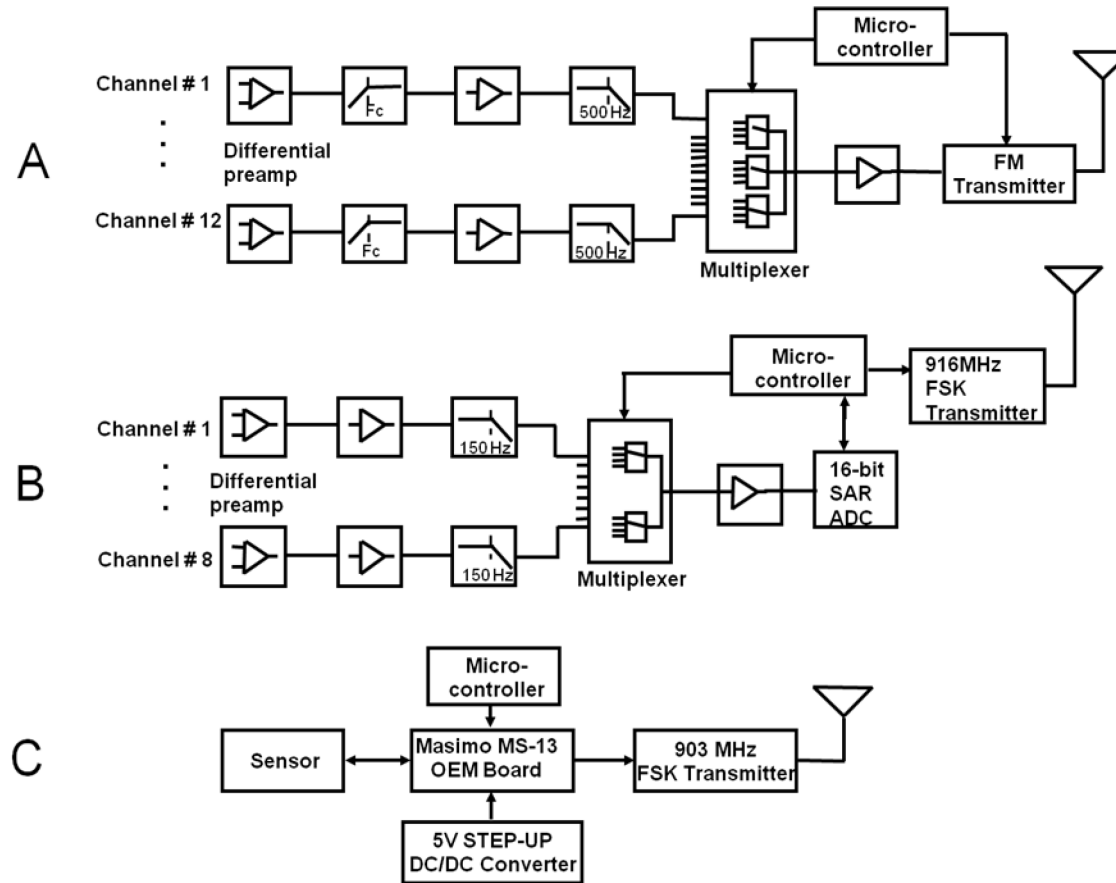 A
Channel # 1
Differential
preamp
Channel # 12
Fc
500 Hz
Fc
500 Hz
Multiplexer
Micro-
controller
FM
Transmitter
B
Channel # 1
Differential
preamp
Channel # 8
150 Hz
150 Hz
Multiplexer
Micro-
controller
916MHz
FSK
Transmitter
16-bit
SAR
ADC
C
Micro-
controller
Sensor
Masimo MS-13
OEM Board
903 MHz
FSK Transmitter
5V STEP-UP
DC/DC Converter